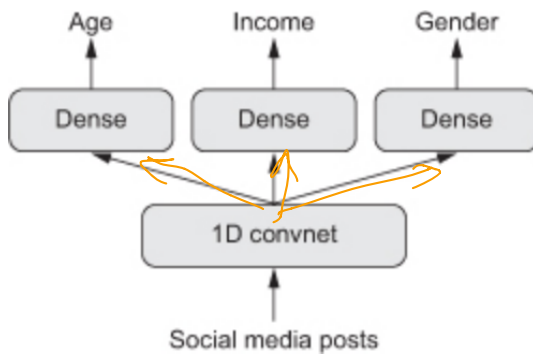 Age Income Gender
Dense Dense Dense
1D convnet
Social media posts